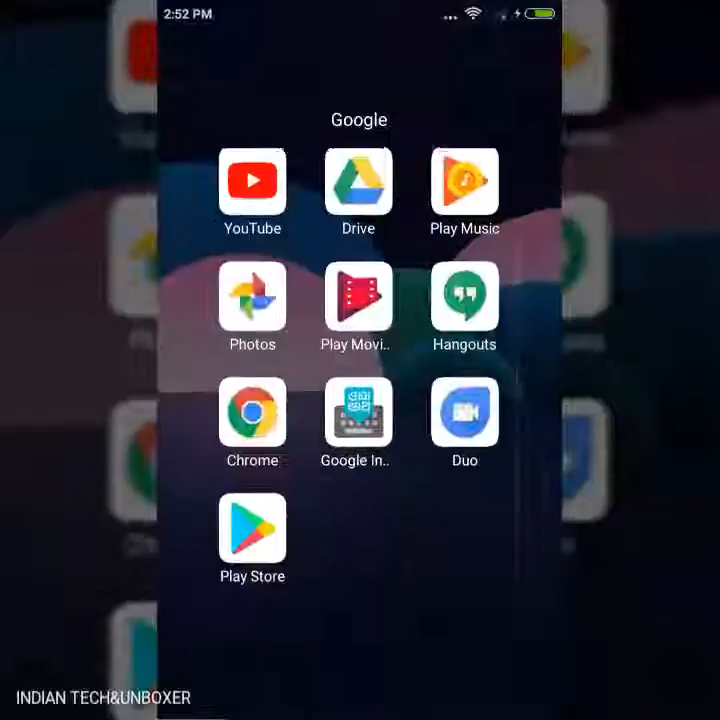 2:52 PM
Google
YouTube
Drive
Play Music
Photos
Play Movi..
Hangouts
Chrome
Google In..
Duo
Play Store
INDIAN TECH&UNBOXER